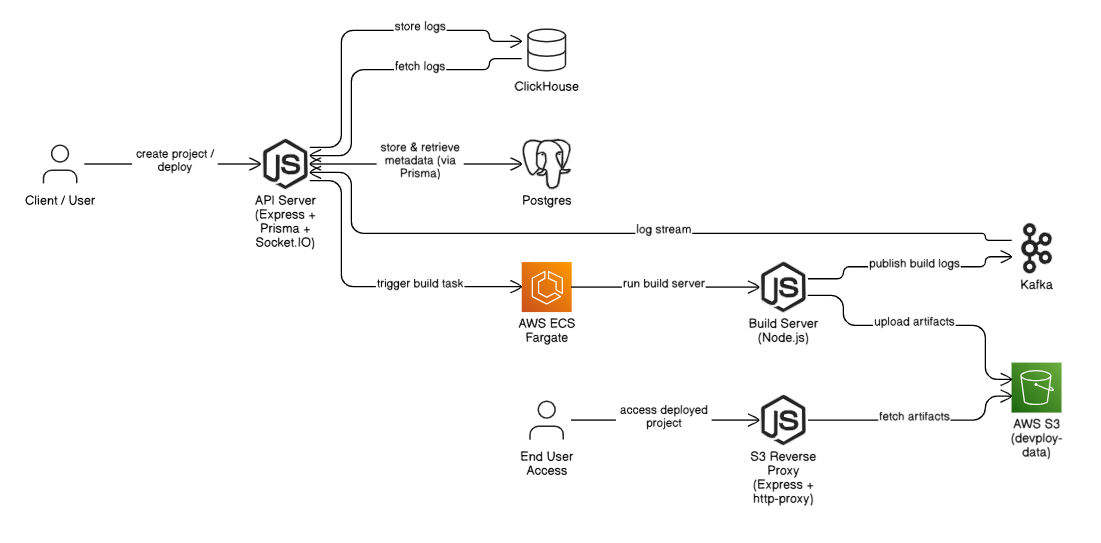 store logs
fetch logs
ClickHouse
create project /
deploy
store & retrieve
metadata (via
Prisma)
JS
Client / User
API Server
(Express +
Prisma +
Socket.IO)
Postgres
log stream
publish build logs
Kafka
trigger build task
run build server
JS
AWS ECS
Fargate
Build Server
(Node.js)
upload artifacts
access deployed
project
JS
fetch artifacts
AWS S3
(devploy-
data)
End User
Access
S3 Reverse
Proxy
(Express +
http-proxy)